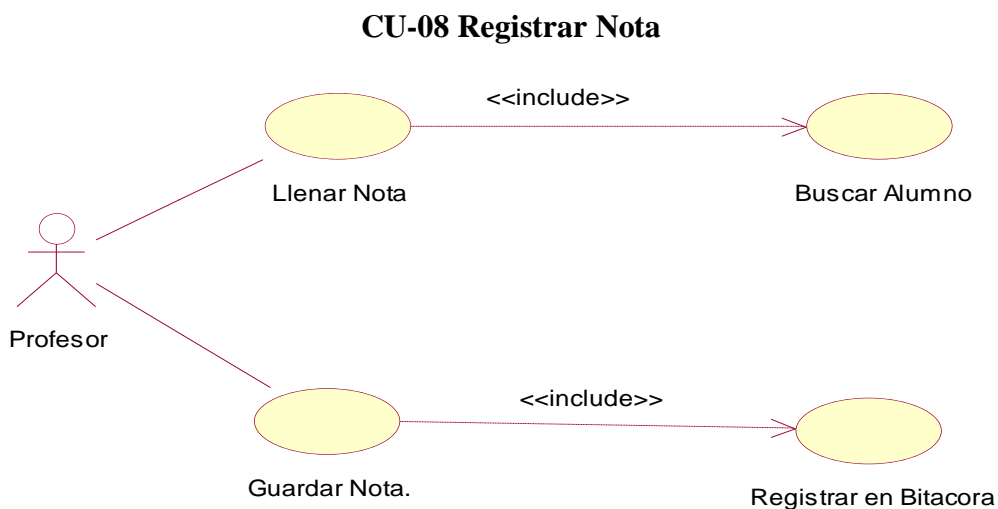 CU-08 Registrar Nota
<<include>>
Llenar Nota
Buscar Alumno
Profesor
<<include>>
Guardar Nota.
Registrar en Bitacora